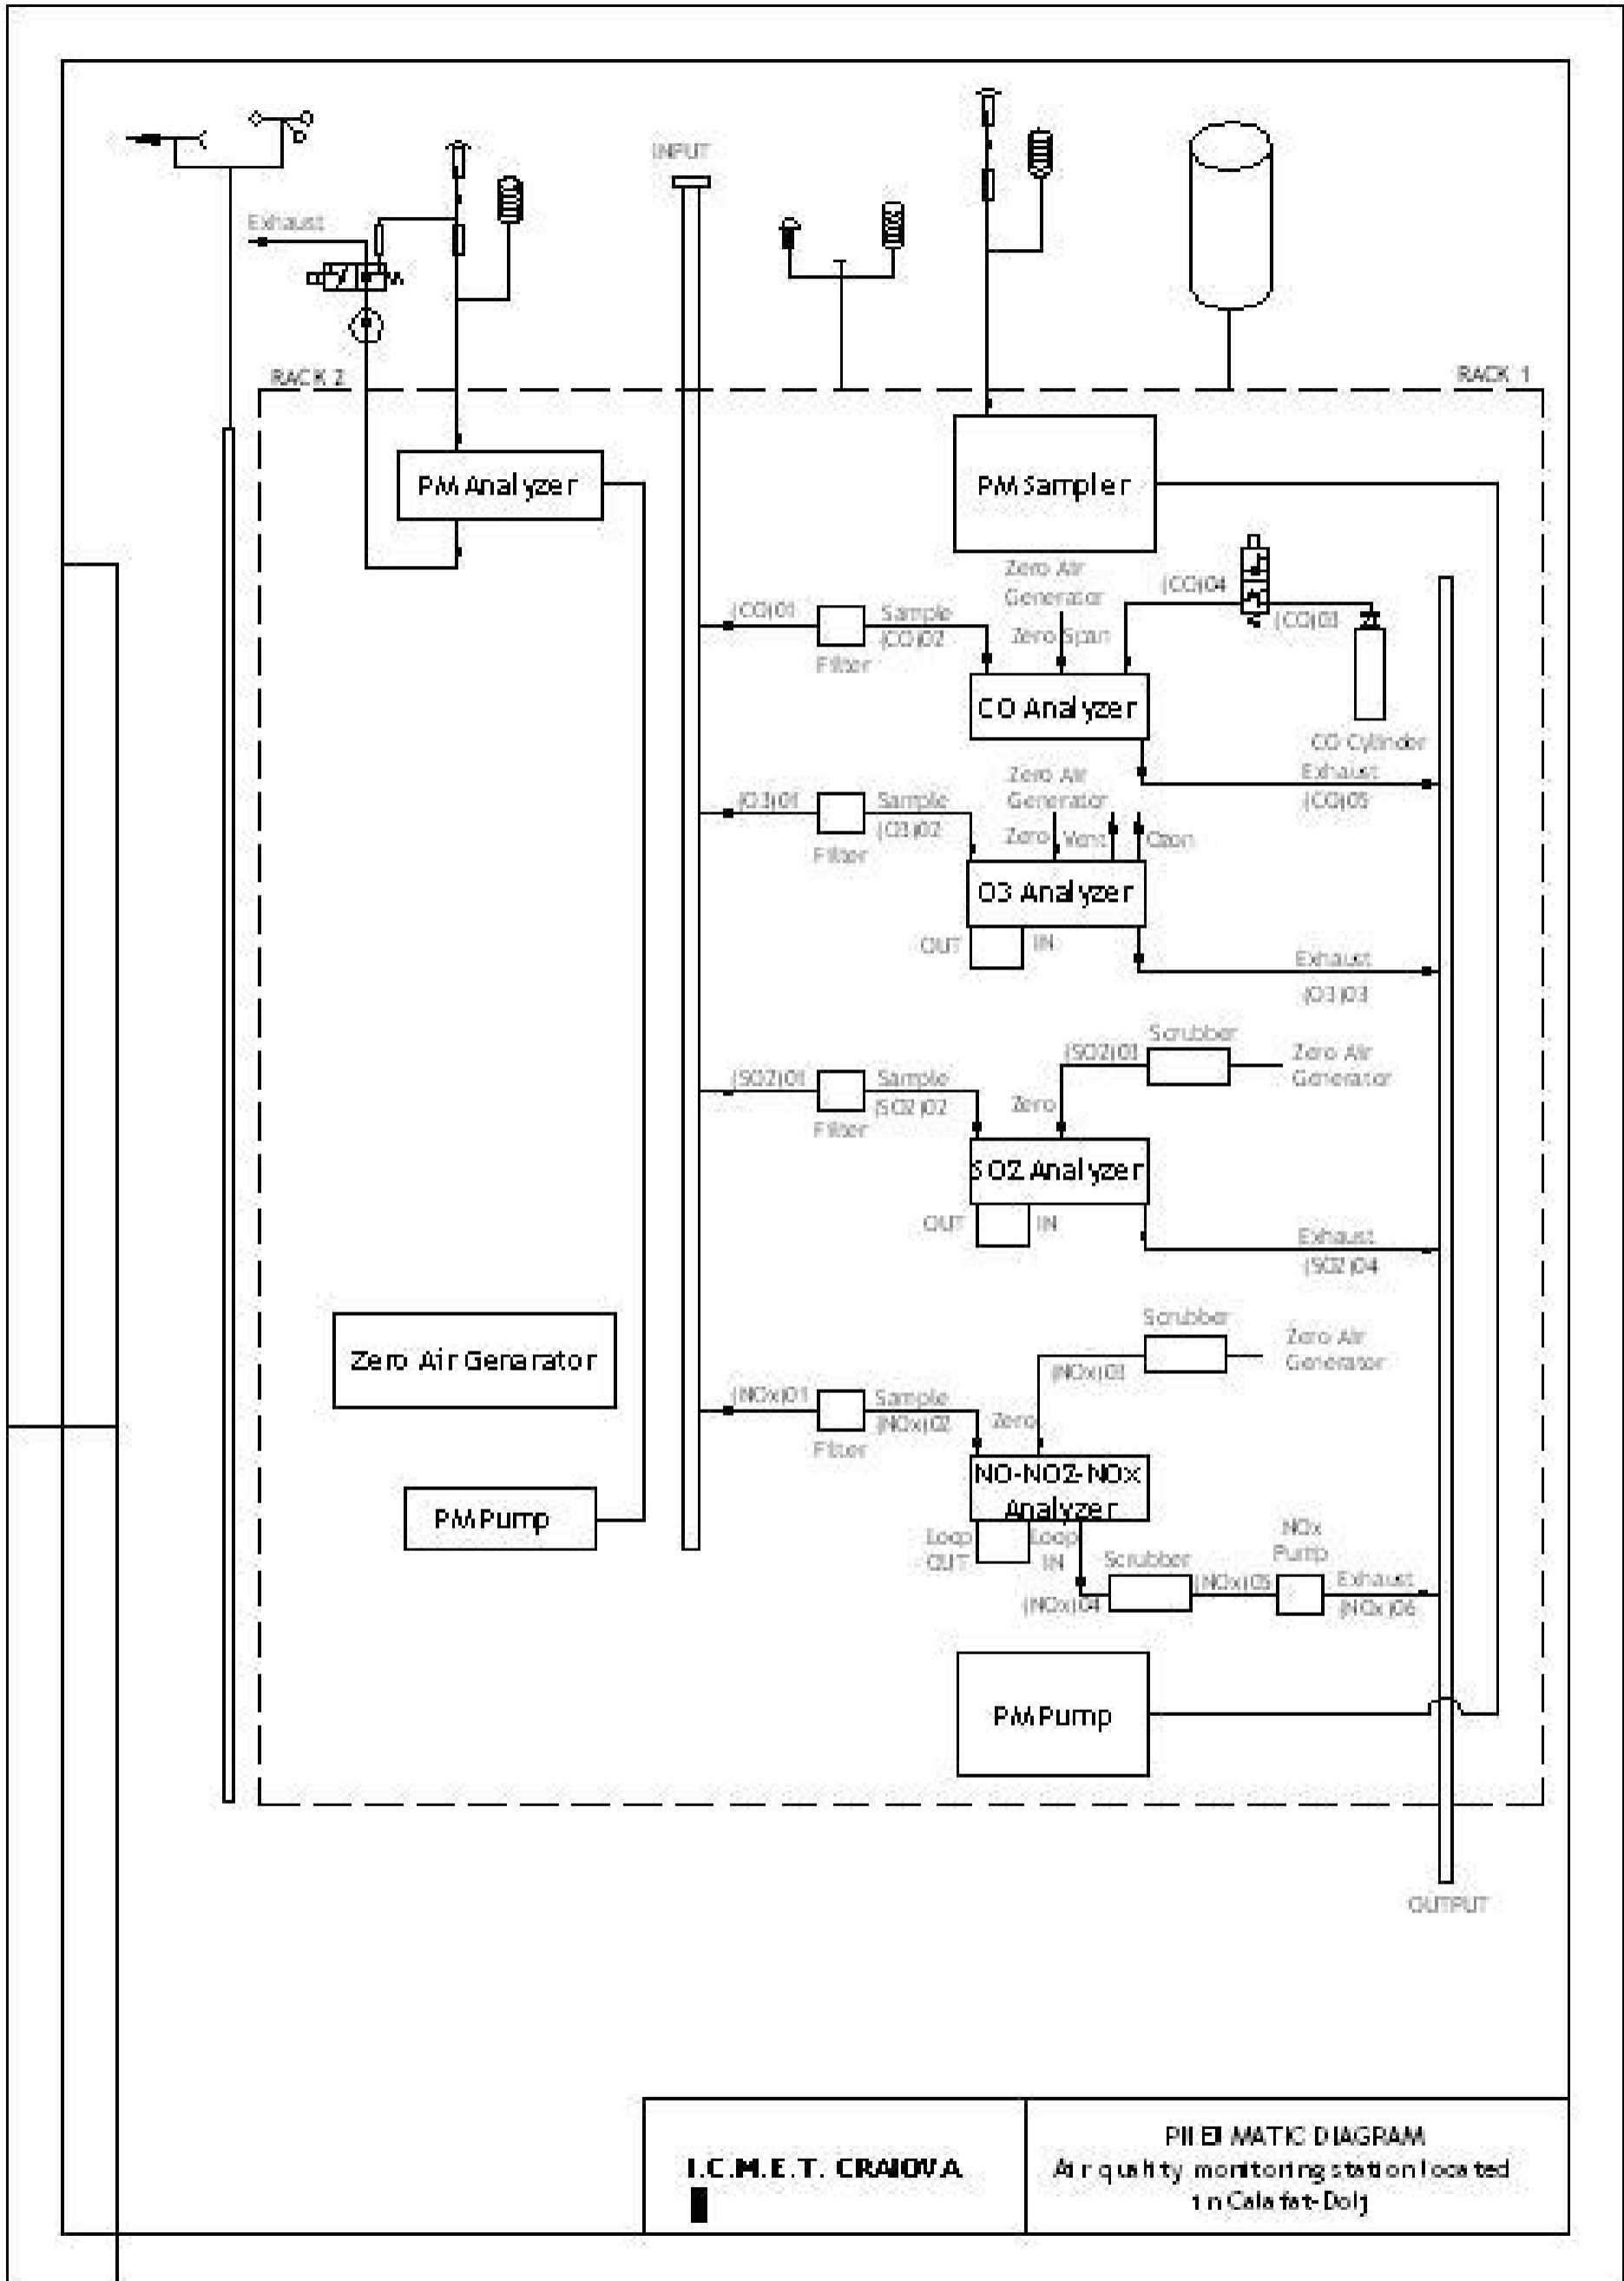 INPUT
Exhaust
RACK 2
RACK 1
PM Analyzer
PM Sampler
Zero Air
Generator
Zero Span
(CO)04
(CO)03
(CO)01
Sample
(CO)02
Filter
CO Analyzer
CO Cylinder
Exhaust
(CO)05
Zero Air
Generator
(O3)01
Sample
(O3)02
Filter
Zero
Vent
Ozon
O3 Analyzer
OUT
IN
Exhaust
(O3)03
Scrubber
(SO2)03
Zero Air
Generator
(SO2)01
Sample
(SO2)02
Filter
Zero
SO2 Analyzer
OUT
IN
Exhaust
(SO2)04
Scrubber
Zero Air
Generator
(NOx)03
Zero Air Genarator
(NOx)01
Sample
(NOx)02
Filter
Zero
NO-NO2-NOx
Analyzer
PM Pump
Loop
OUT
Loop
IN
Scrubber
NOx
Pump
(NOx)04
(NOx)05
Exhaust
(NOx)06
PM Pump
OUTPUT
I.C.M.E.T. CRAIOVA
PNEUMATIC DIAGRAM
Air quality monitoring station located
in Calafat-Dolj